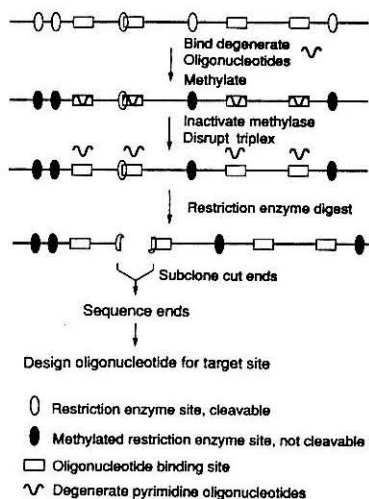 Bind degenerate
Oligonucleotides
Methylate
Inactivate methylase
Disrupt triplex
Restriction enzyme digest
Subclone cut ends
Sequence ends
Design oligonucleotide for target site
Restriction enzyme site, cleavable
Methylated restriction enzyme site, not cleavable
Oligonucleotide binding site
Degenerate pyrimidine oligonucleotides